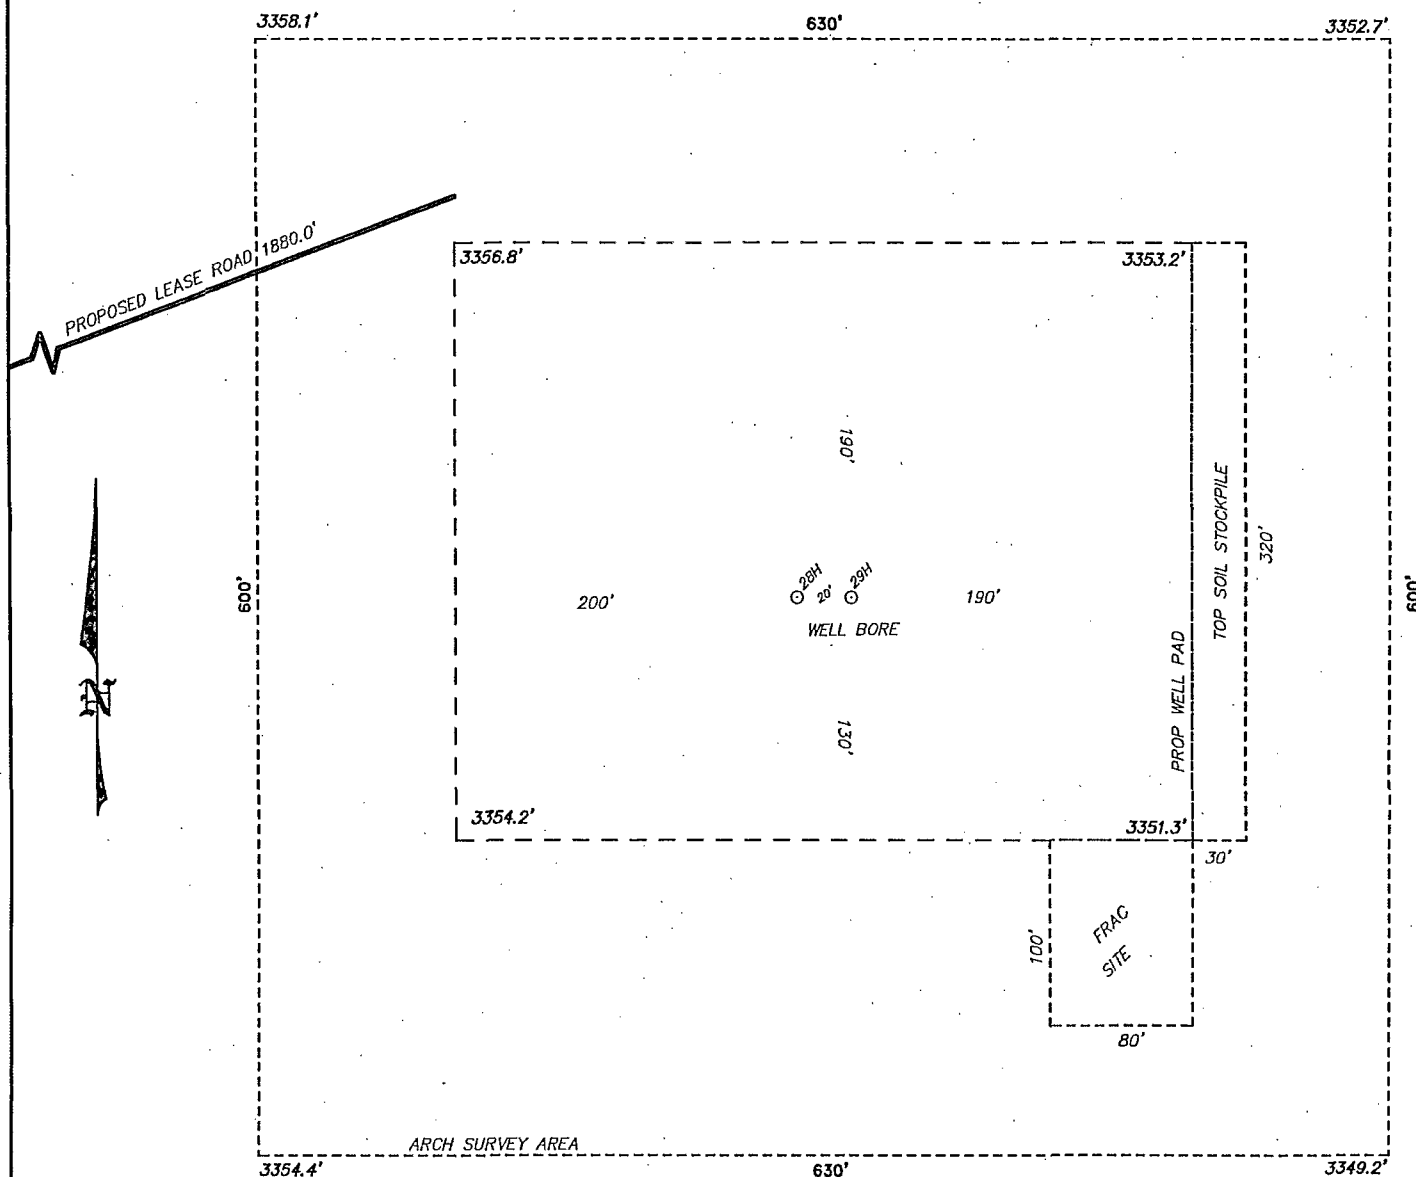 3358.1'
630'
3352.7'
PROPOSED LEASE ROAD 1880.0'
3356.8'
3353.2'
190'
TOP SOIL STOCKPILE
320'
600'
28H
20'
29H
200'
190'
600'
WELL BORE
PROP WELL PAD
N
130'
3354.2'
3351.3'
30'
FRAC
SITE
100'
80'
ARCH SURVEY AREA
3354.4'
630'
3349.2'